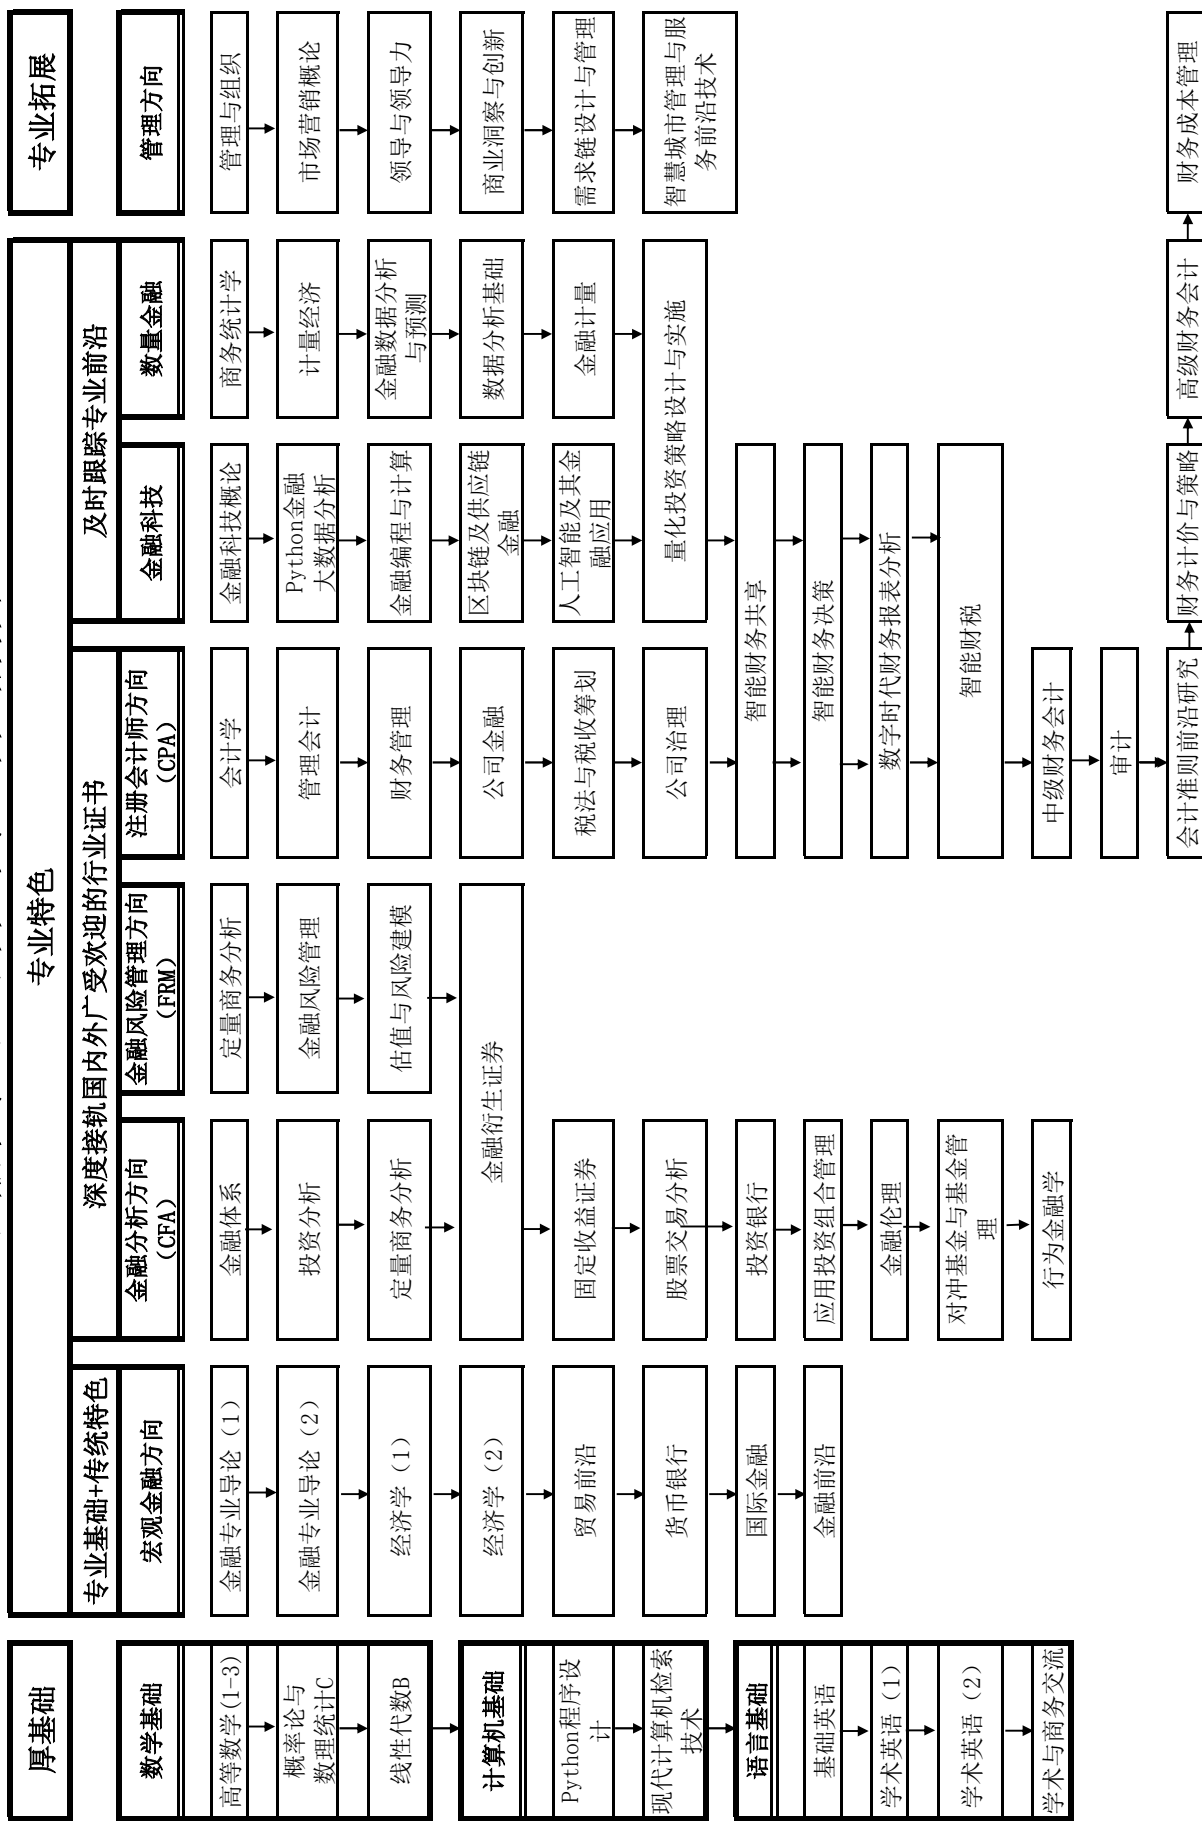 厚基础
专业特色
专业拓展
专业基础+传统特色
深度接轨国内外广受欢迎的行业证书
及时跟踪专业前沿
数学基础
宏观金融方向
金融分析方向
(CFA)
金融风险管理方向
(FRM)
注册会计师方向
(CPA)
金融科技
数量金融
管理方向
高等数学(1-3)
金融专业导论（1）
金融体系
定量商务分析
会计学
金融科技概论
商务统计学
管理与组织
概率论与
数理统计C
金融专业导论（2）
投资分析
金融风险管理
管理会计
Python金融
大数据分析
计量经济
市场营销概论
线性代数B
经济学（1）
定量商务分析
估值与风险建模
财务管理
金融编程与计算
金融数据分析
与预测
领导与领导力
计算机基础
经济学（2）
金融衍生证券
公司金融
区块链及供应链
金融
数据分析基础
商业洞察与创新
Python程序设
计
贸易前沿
固定收益证券
税法与税收筹划
人工智能及其金
融应用
金融计量
需求链设计与管理
现代计算机检索
技术
货币银行
股票交易分析
公司治理
量化投资策略设计与实施
智慧城市管理与服
务前沿技术
语言基础
国际金融
投资银行
智能财务共享
基础英语
金融前沿
应用投资组合管理
智能财务决策
学术英语（1）
金融伦理
数字时代财务报表分析
学术英语（2）
对冲基金与基金管
理
智能财税
学术与商务交流
行为金融学
中级财务会计
审计
会计准则前沿研究
财务计价与策略
高级财务会计
财务成本管理